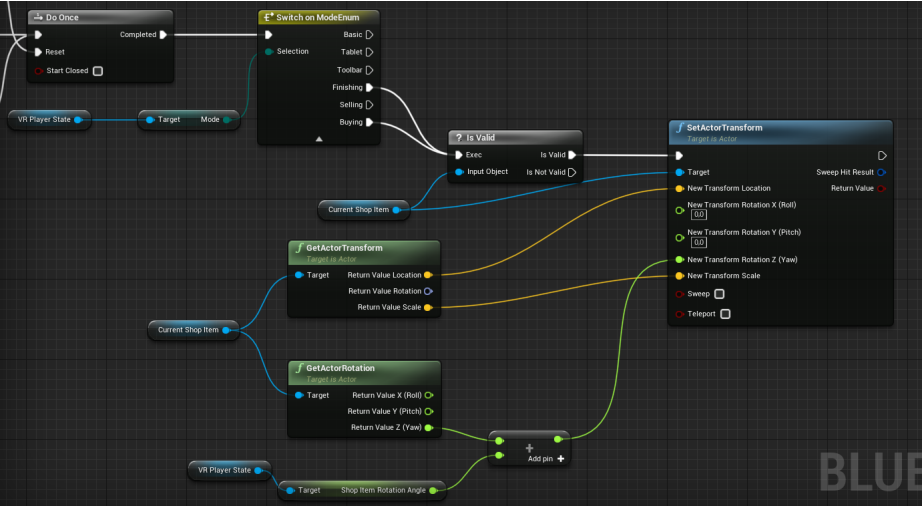 Do Once
Completed
Reset
Start Closed
Switch on ModeEnum
Basic
Selection
Tablet
Toolbar
Finishing
Selling
Buying
VR Player State
Target
Mode
? Is Valid
Exec
Is Valid
Input Object
Is Not Valid
Current Shop Item
SetActorTransform
Target is Actor
Target
Sweep Hit Result
New Transform Location
Return Value
New Transform Rotation X (Roll)
0,0
New Transform Rotation Y (Pitch)
0,0
New Transform Rotation Z (Yaw)
New Transform Scale
Sweep
Teleport
GetActorTransform
Target is Actor
Target
Return Value Location
Return Value Rotation
Return Value Scale
Current Shop Item
GetActorRotation
Target is Actor
Target
Return Value X (Roll)
Return Value Y (Pitch)
Return Value Z (Yaw)
Add pin +
VR Player State
Target
Shop Item Rotation Angle
BLUE